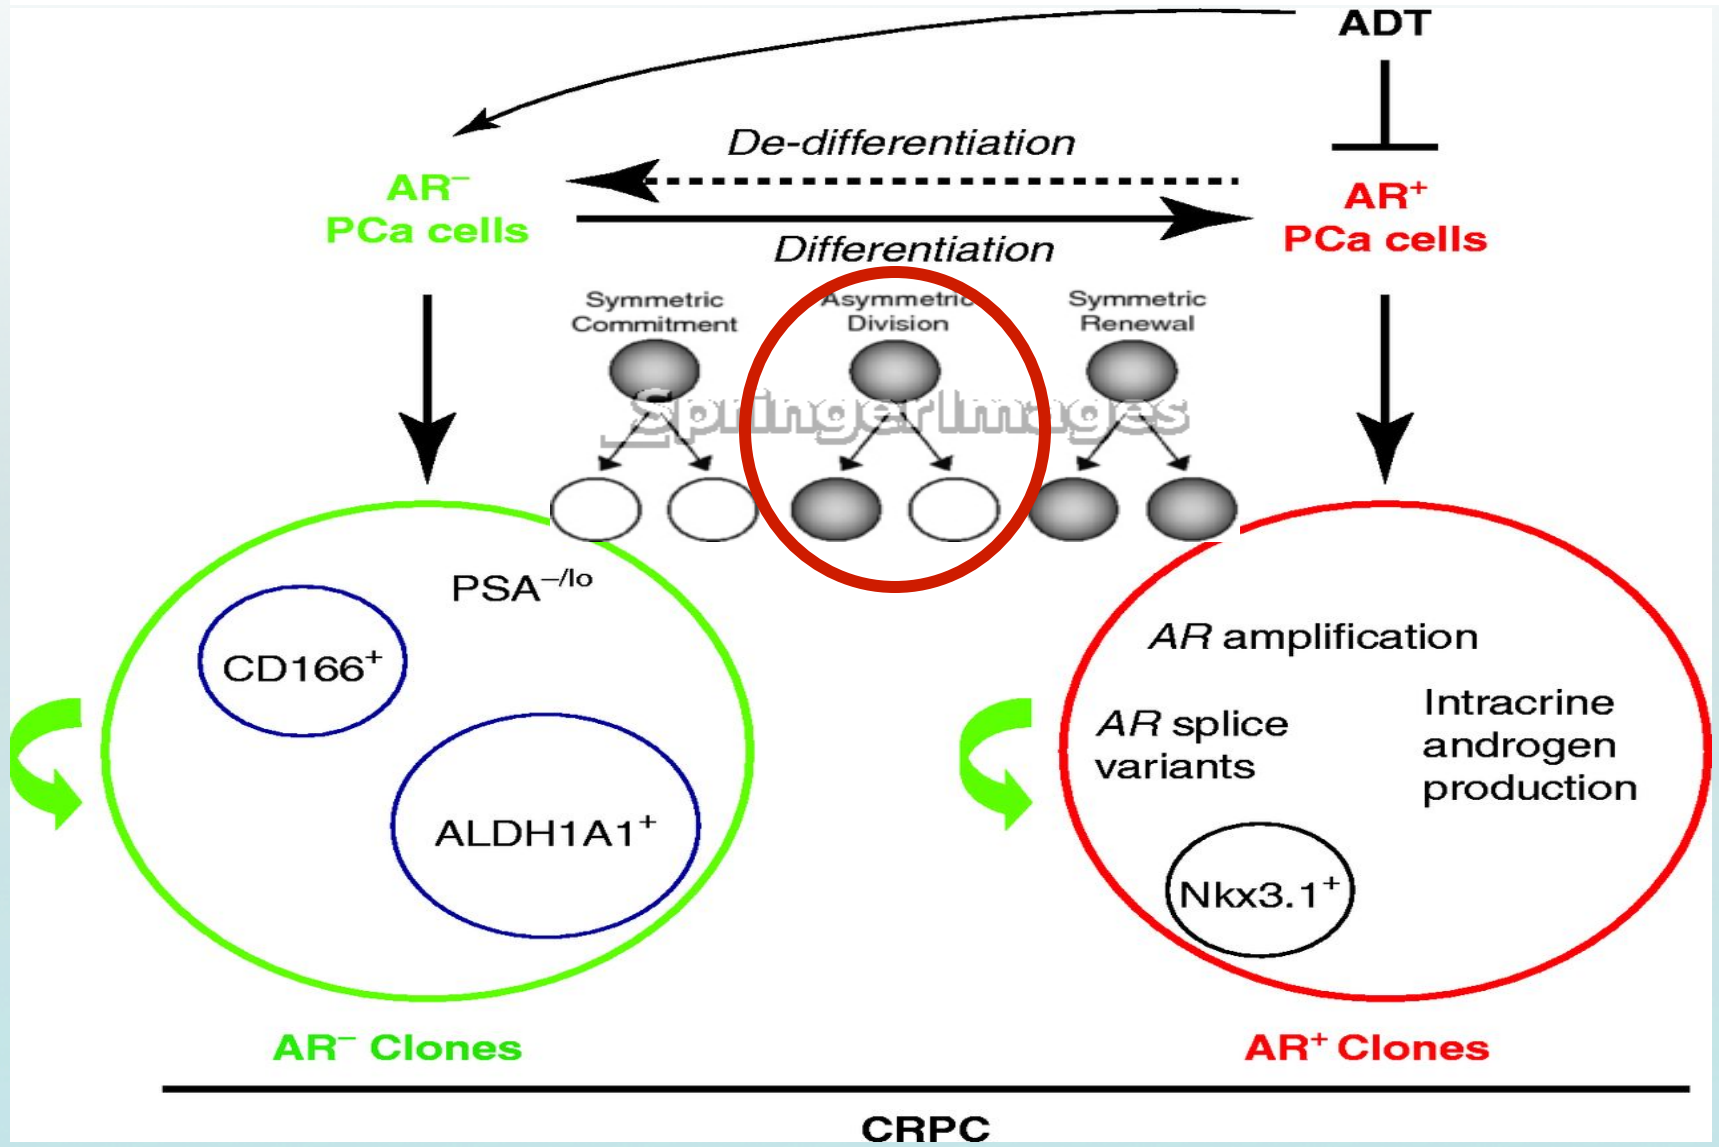 ADT
De-differentiation
AR⁻
PCa cells
AR⁺
PCa cells
Differentiation
Symmetric
Commitment
Asymmetric
Division
Symmetric
Renewal
SpringerImages
PSA⁻/ˡᵒ
CD166⁺
ALDH1A1⁺
AR amplification
AR splice
variants
Intracrine
androgen
production
Nkx3.1⁺
AR⁻ Clones
AR⁺ Clones
CRPC